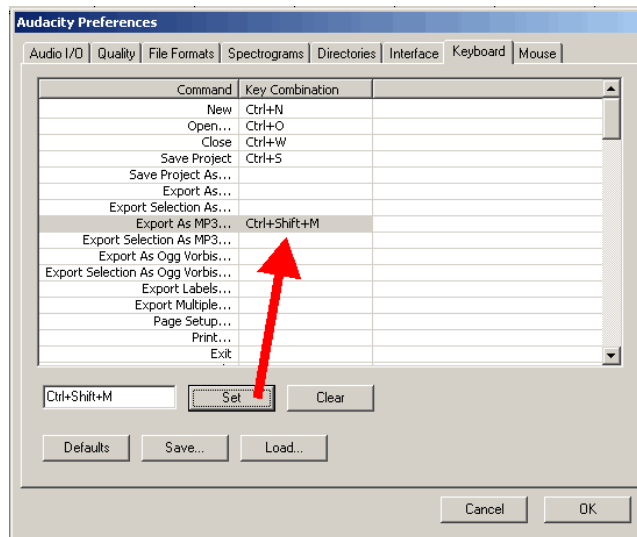 Audacity Preferences
Audio I/O Quality File Formats Spectrograms Directories Interface Keyboard Mouse
Command Key Combination
New Ctrl+N
Open... Ctrl+O
Close Ctrl+W
Save Project Ctrl+S
Save Project As...
Export As...
Export Selection As...
Export As MP3... Ctrl+Shift+M
Export Selection As MP3...
Export As Ogg Vorbis...
Export Selection As Ogg Vorbis...
Export Labels...
Export Multiple...
Page Setup...
Print...
Exit
Ctrl+Shift+M Set Clear
Defaults Save... Load...
Cancel OK